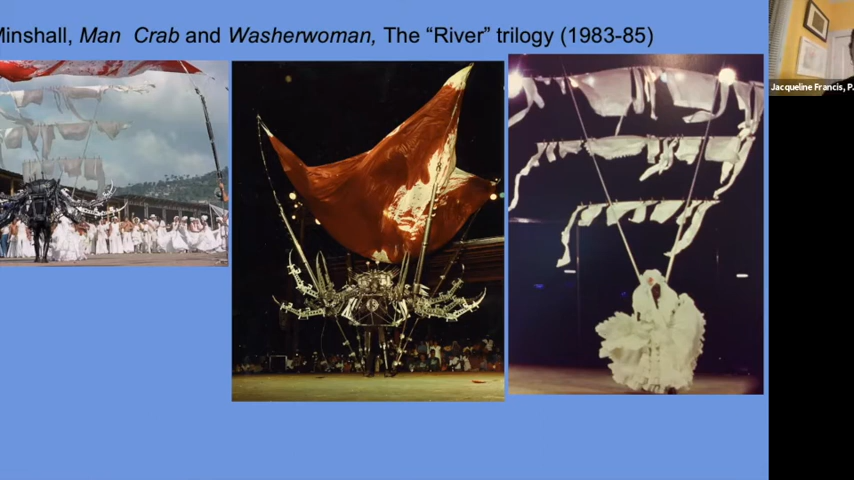 Minshall, Man Crab and Washerwoman, The “River” trilogy (1983-85)
Jacqueline Francis, P.